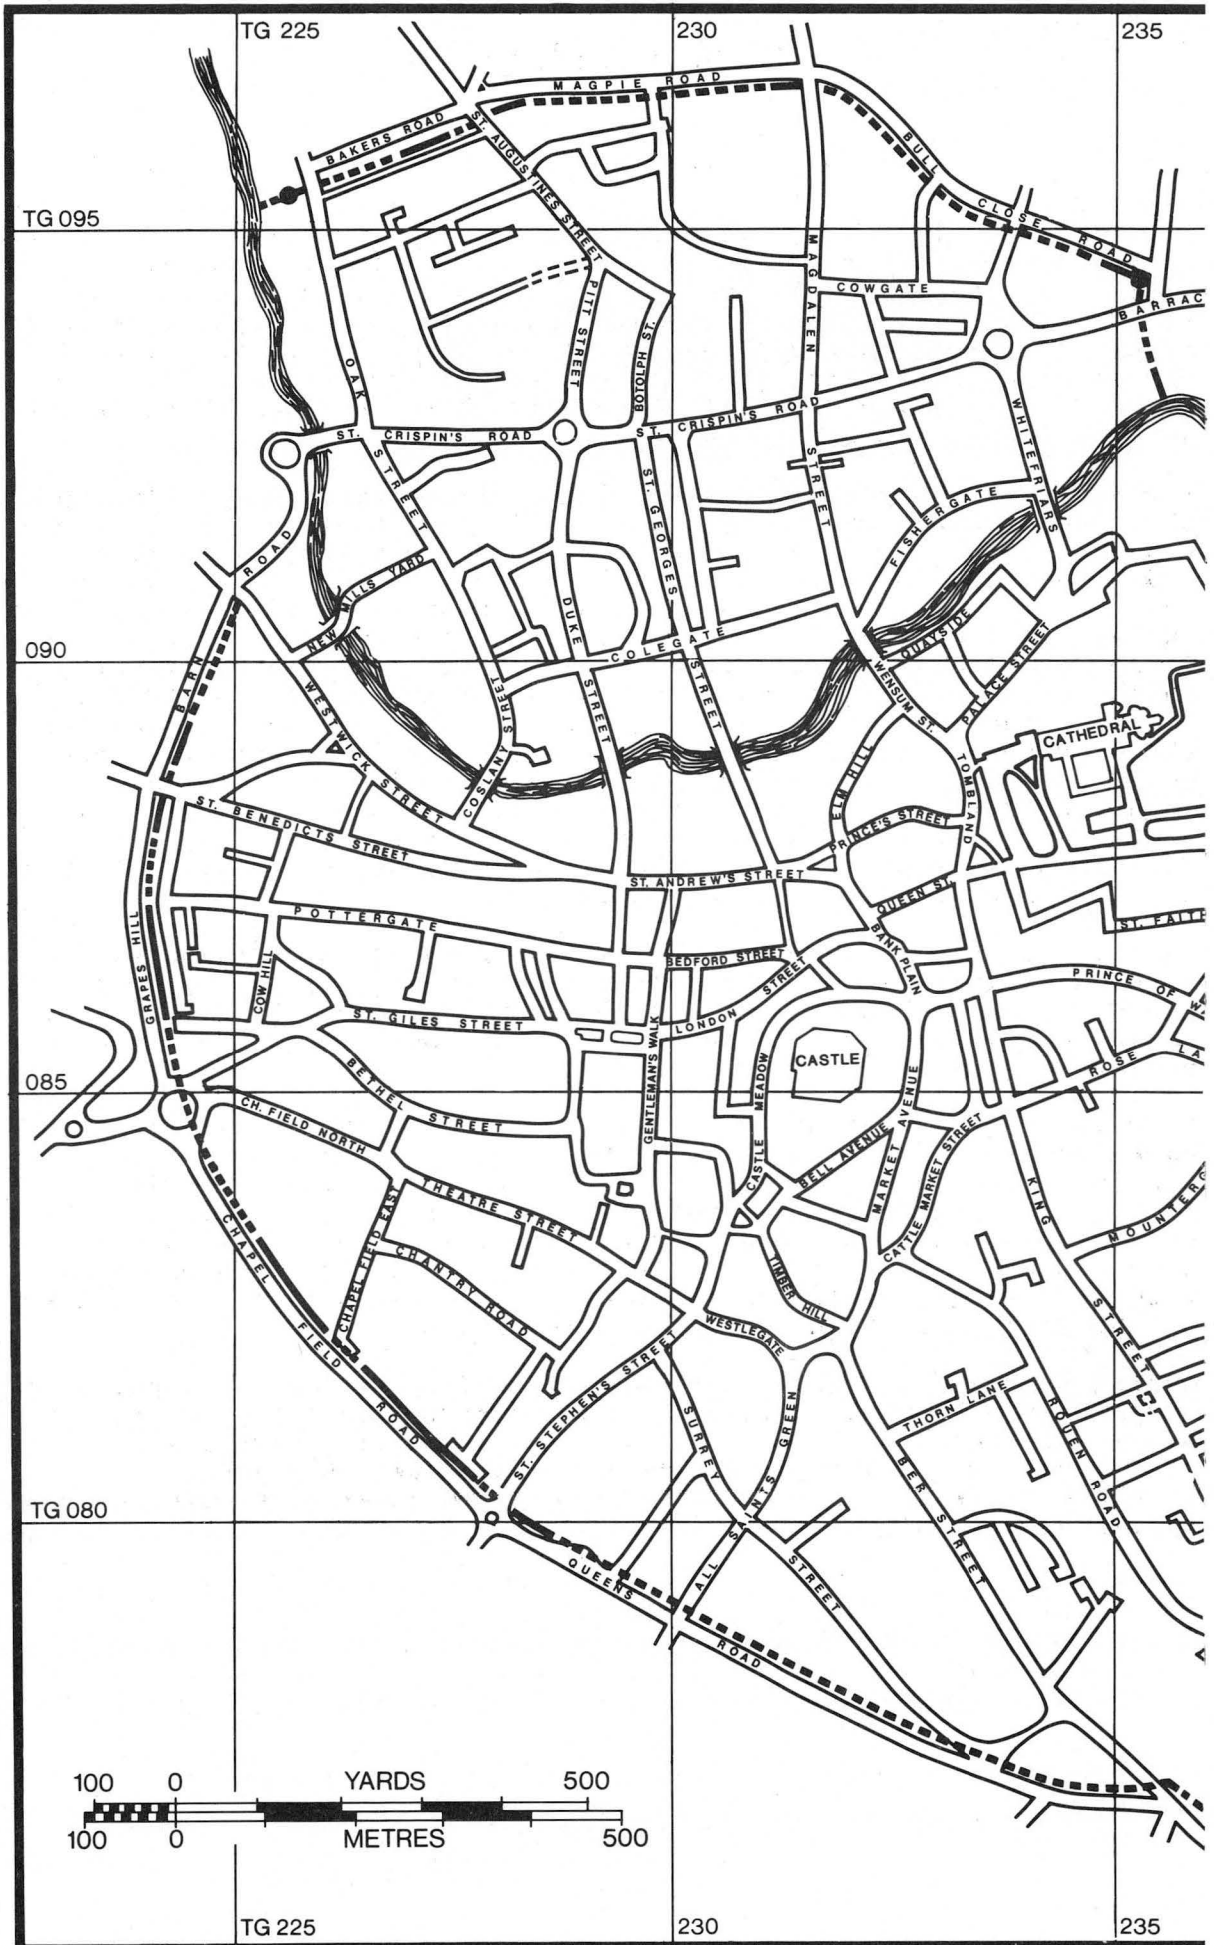 TG 225
230
235
MAGPIE ROAD
BAKERS ROAD
ST. AUGUSTINES STREET
BULL CLOSE ROAD
TG 095
MAGDALEN STREET
COWGATE
BARRAC
PITT STREET
BOTOLPH ST.
OAK STREET
ST. CRISPIN'S ROAD
ST. CRISPIN'S ROAD
WHITEFRIARS
ST. GEORGES STREET
FISHERGATE
BARN ROAD
NEW MILLS YARD
DUKE STREET
COLEGATE
QUAYSIDE
PALACE STREET
090
WENSUM ST.
WESTWICK STREET
COSLANY STREET
CATHEDRAL
ELM HILL
TOMBLAND
ST. BENEDICTS STREET
PRINCE'S STREET
ST. ANDREW'S STREET
QUEEN ST.
POTTERGATE
ST. FAITH
GRAPES HILL
COW HILL
BEDFORD STREET
BANK PLAIN
PRINCE OF W
ST. GILES STREET
LONDON STREET
GENTLEMAN'S WALK
CASTLE
CASTLE MEADOW
ROSE LA
085
BETHEL STREET
CH. FIELD NORTH
MARKET AVENUE
BELL AVENUE
CATTLE MARKET STREET
KING STREET
MOUNTERG
THEATRE STREET
CHAPEL FIELD EAST
CHANTRY ROAD
CHAPEL FIELD ROAD
TIMBER HILL
WESTLEGATE
ST. STEPHEN'S STREET
SURREY STREET
ALL SAINTS GREEN
THORN LANE
ROUEN ROAD
BER STREET
TG 080
QUEENS ROAD
100 0 YARDS 500
100 0 METRES 500
TG 225
230
235